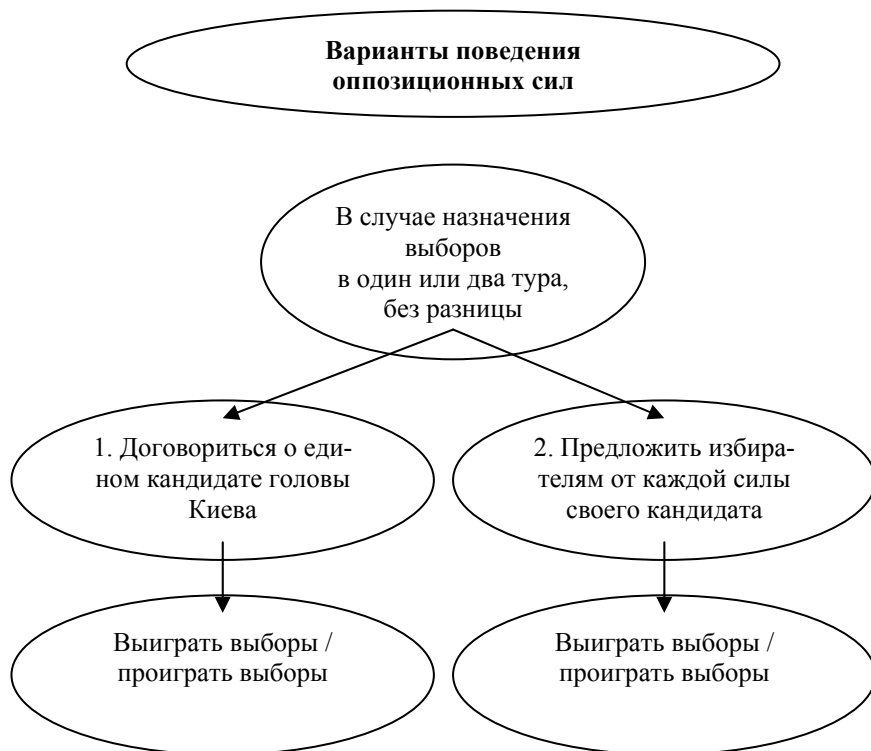 Варианты поведения
оппозиционных сил
В случае назначения
выборов
в один или два тура,
без разницы
1. Договориться о еди-
ном кандидате головы
Киева
2. Предложить избира-
телям от каждой силы
своего кандидата
Выиграть выборы /
проиграть выборы
Выиграть выборы /
проиграть выборы